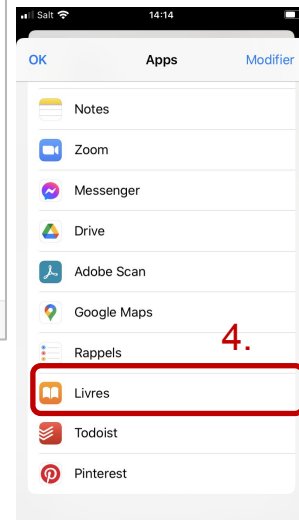 Salt 14:14
OK Apps Modifier
Notes
Zoom
Messenger
Drive
Adobe Scan
Google Maps
4.
Rappels
Livres
Todoist
Pinterest